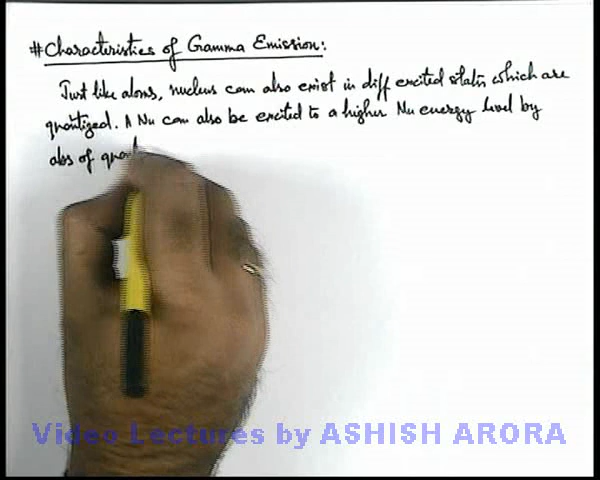 # Characteristics of Gamma Emission:
Just like atoms, nucleus can also exist in diff excited states which are
quantized. A Nu can also be excited to a higher Nu energy level by
abs of
Video Lectures by ASHISH ARORA